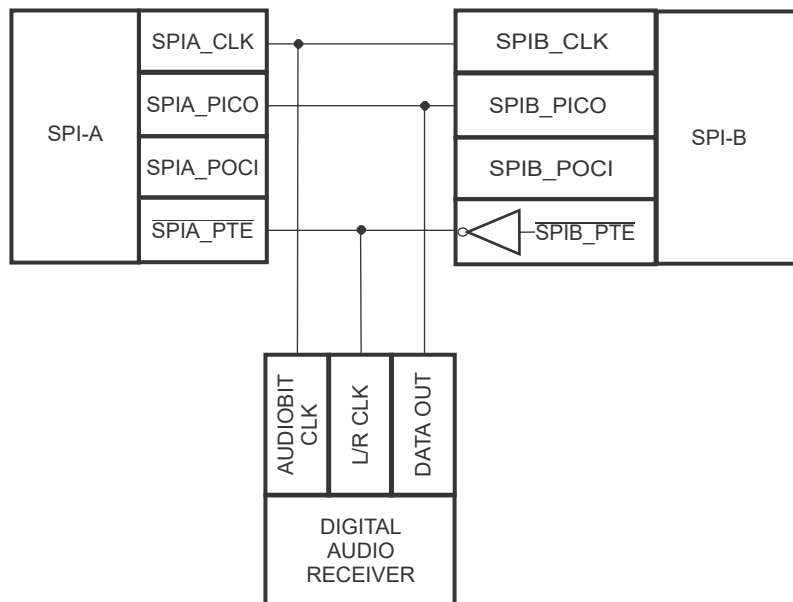 SPI-A
SPIA_CLK
SPIA_PICO
SPIA_POCI
SPIA_PTE
SPIB_CLK
SPIB_PICO
SPIB_POCI
SPIB_PTE
SPI-B
AUDIOBIT
CLK
L/R CLK
DATA OUT
DIGITAL
AUDIO
RECEIVER